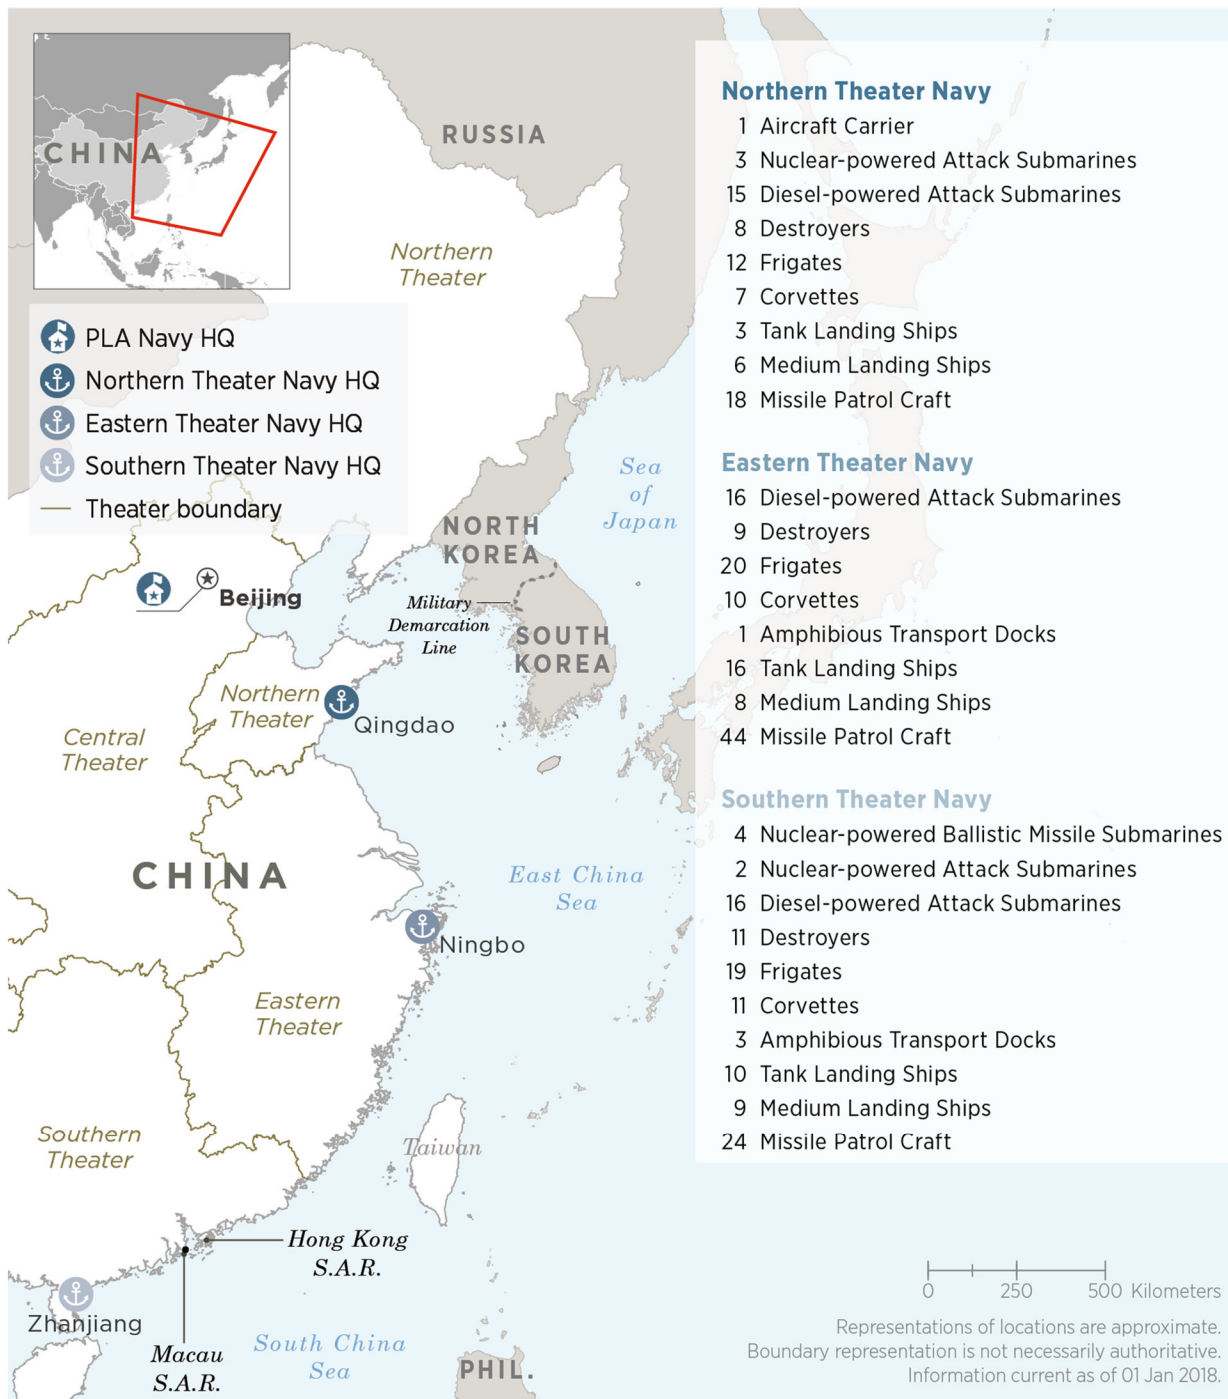 CHINA
RUSSIA
Northern
Theater
PLA Navy HQ
Northern Theater Navy HQ
Eastern Theater Navy HQ
Southern Theater Navy HQ
Theater boundary
Sea
of
Japan
NORTH
KOREA
Beijing
Military
Demarcation
Line
SOUTH
KOREA
Northern
Theater
Qingdao
Central
Theater
CHINA
East China
Sea
Ningbo
Eastern
Theater
Southern
Theater
Taiwan
Hong Kong
S.A.R.
Zhanjiang
Macau
S.A.R.
South China
Sea
PHIL.
Northern Theater Navy
1 Aircraft Carrier
3 Nuclear-powered Attack Submarines
15 Diesel-powered Attack Submarines
8 Destroyers
12 Frigates
7 Corvettes
3 Tank Landing Ships
6 Medium Landing Ships
18 Missile Patrol Craft
Eastern Theater Navy
16 Diesel-powered Attack Submarines
9 Destroyers
20 Frigates
10 Corvettes
1 Amphibious Transport Docks
16 Tank Landing Ships
8 Medium Landing Ships
44 Missile Patrol Craft
Southern Theater Navy
4 Nuclear-powered Ballistic Missile Submarines
2 Nuclear-powered Attack Submarines
16 Diesel-powered Attack Submarines
11 Destroyers
19 Frigates
11 Corvettes
3 Amphibious Transport Docks
10 Tank Landing Ships
9 Medium Landing Ships
24 Missile Patrol Craft
0 250 500 Kilometers
Representations of locations are approximate.
Boundary representation is not necessarily authoritative.
Information current as of 01 Jan 2018.